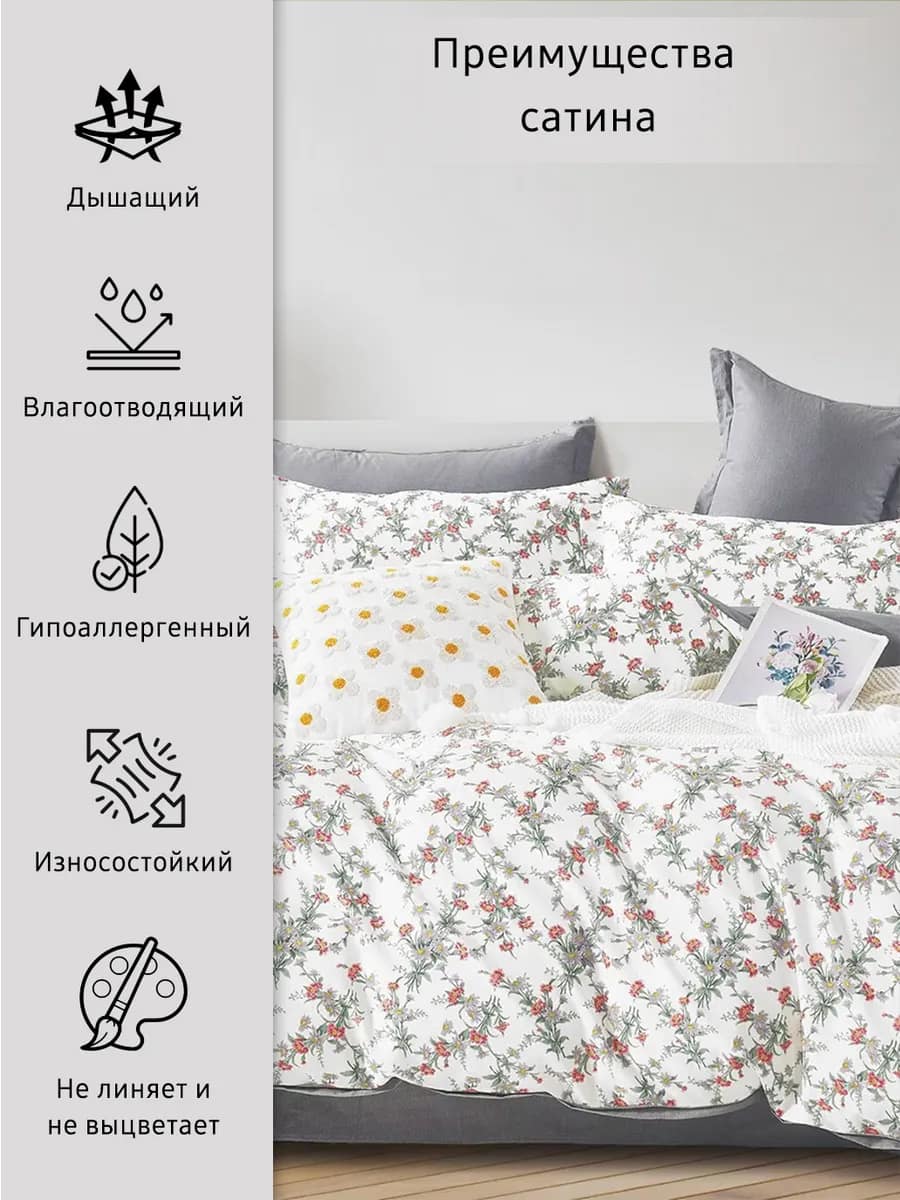 Преимущества
сатина
Дышащий
Влагоотводящий
Гипоаллергенный
Износостойкий
Не линяет и
не выцветает